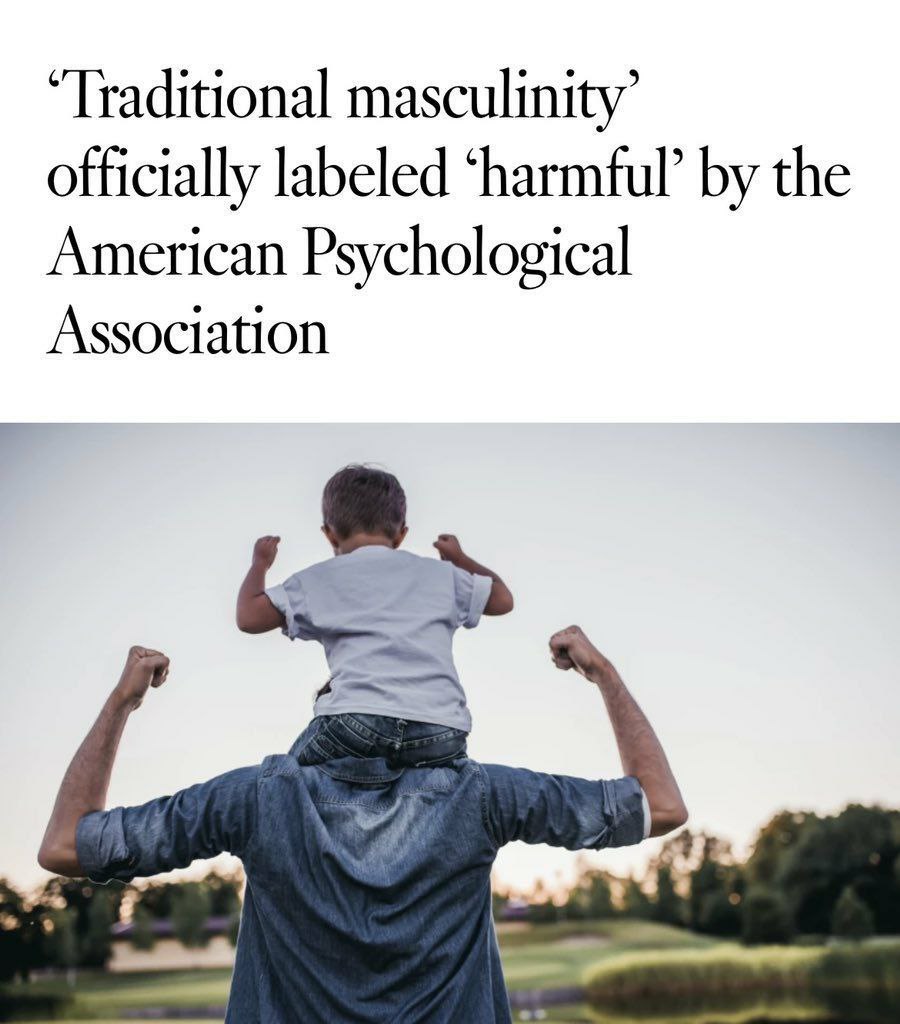 ‘Traditional masculinity’
officially labeled ‘harmful’ by the
American Psychological
Association